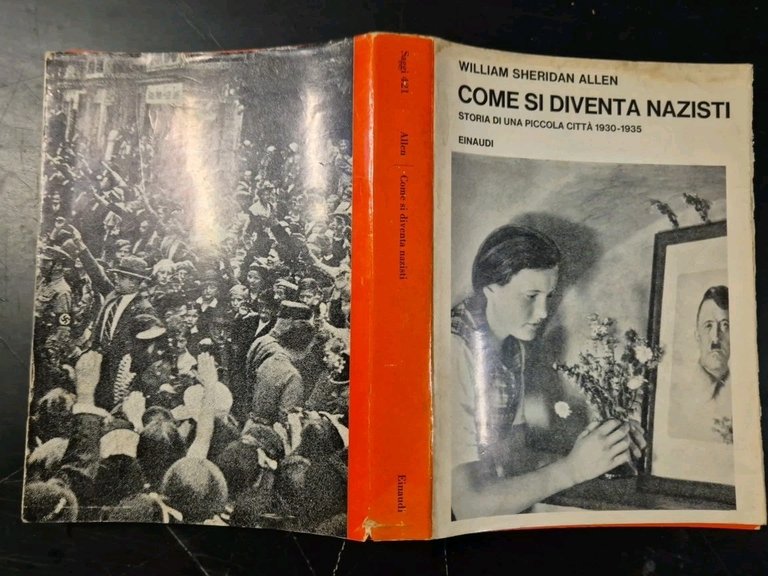 WILLIAM SHERIDAN ALLEN
COME SI DIVENTA NAZISTI
STORIA DI UNA PICCOLA CITTÀ 1930-1935
EINAUDI
Saggi 421
Allen
Come si diventa nazisti
Einaudi